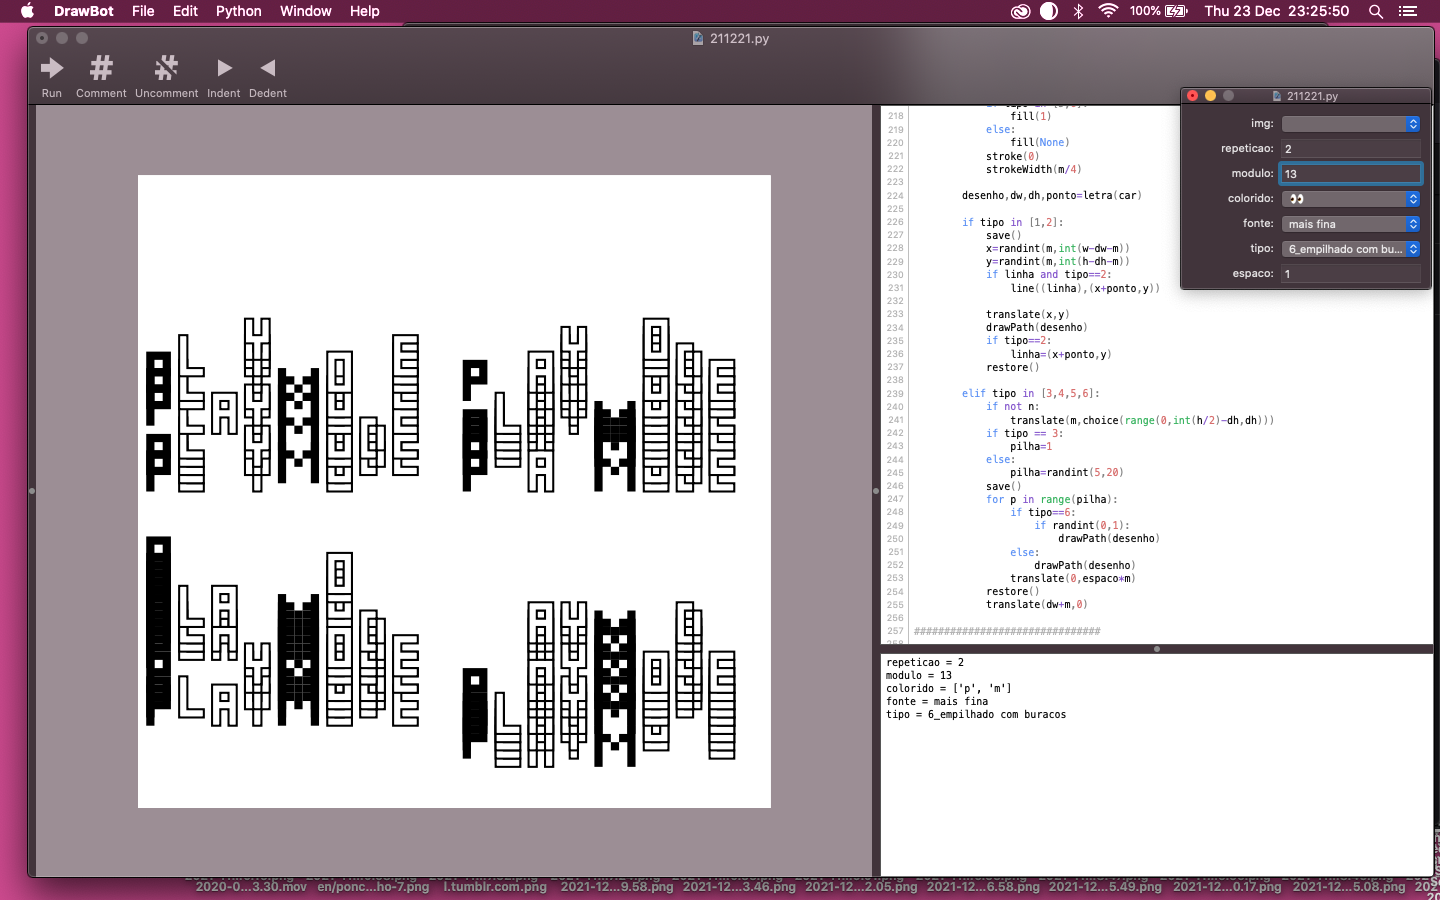 DrawBot File Edit Python Window Help
100% Thu 23 Dec 23:25:50
211221.py
Run Comment Uncomment Indent Dedent
218 fill(1)
219 else:
220 fill(None)
221 stroke(0)
222 strokeWidth(m/4)
223
224 desenho,dw,dh,ponto=letra(car)
225
226 if tipo in [1,2]:
227 save()
228 x=randint(m,int(w-dw-m))
229 y=randint(m,int(h-dh-m))
230 if linha and tipo==2:
231 line((linha),(x+ponto,y))
232
233 translate(x,y)
234 drawPath(desenho)
235 if tipo==2:
236 linha=(x+ponto,y)
237 restore()
238
239 elif tipo in [3,4,5,6]:
240 if not n:
241 translate(m,choice(range(0,int(h/2)-dh,dh)))
242 if tipo == 3:
243 pilha=1
244 else:
245 pilha=randint(5,20)
246 save()
247 for p in range(pilha):
248 if tipo==6:
249 if randint(0,1):
250 drawPath(desenho)
251 else:
252 drawPath(desenho)
253 translate(0,espaco*m)
254 restore()
255 translate(dw+m,0)
256
257 ###############################
211221.py
img:
repeticao: 2
modulo: 13
colorido: 👀
fonte: mais fina
tipo: 6_empilhado com bu...
espaco: 1
repeticao = 2
modulo = 13
colorido = ['p', 'm']
fonte = mais fina
tipo = 6_empilhado com buracos
2020-0...3.30.mov en/ponc...ho-7.png l.tumblr.com.png 2021-12...9.58.png 2021-12...3.46.png 2021-12...2.05.png 2021-12...6.58.png 2021-12...5.49.png 2021-12...0.17.png 2021-12...5.08.png